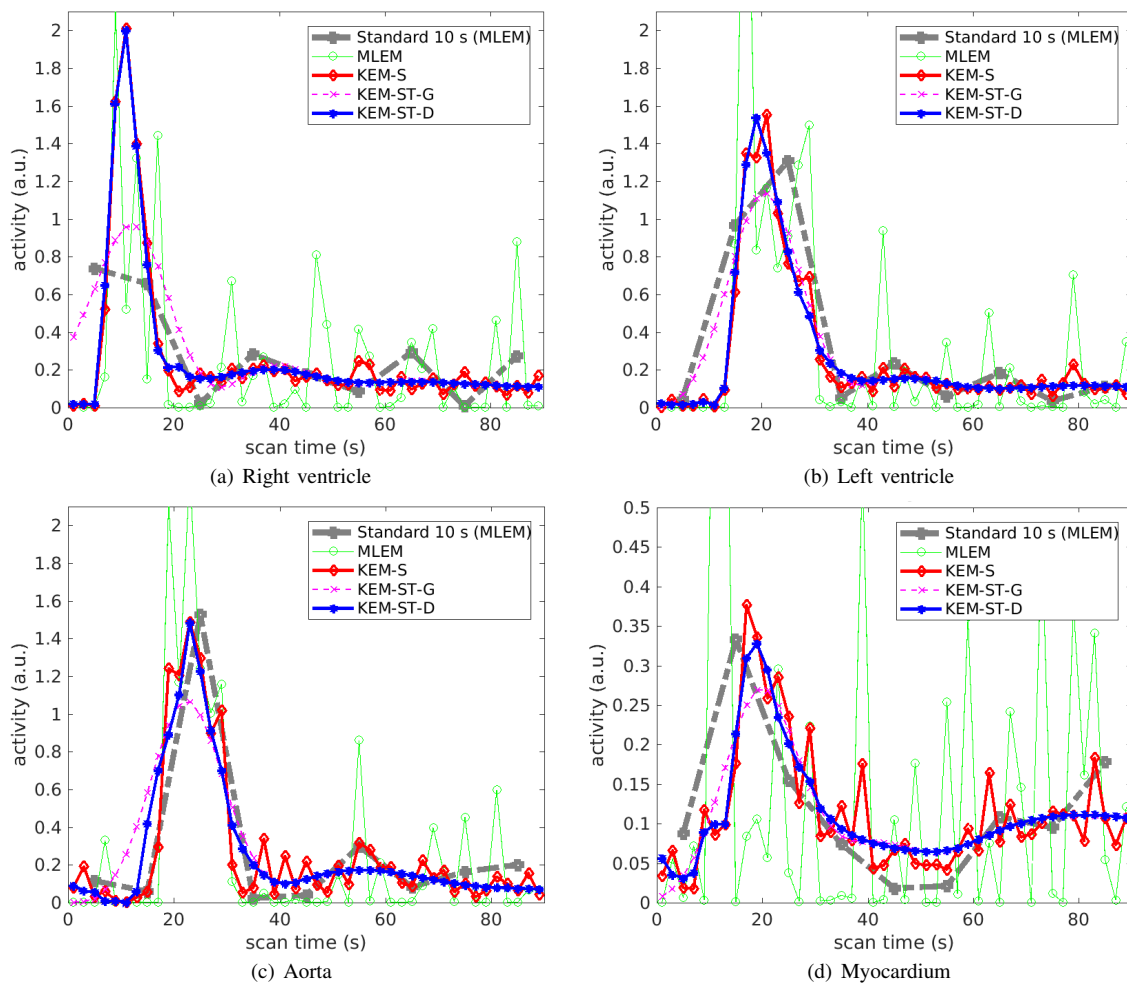 activity (a.u.)
2
1.8
1.6
1.4
1.2
1
0.8
0.6
0.4
0.2
0
Standard 10 s (MLEM)
MLEM
KEM-S
KEM-ST-G
KEM-ST-D
0 20 40 60 80
scan time (s)
(a) Right ventricle
activity (a.u.)
2
1.8
1.6
1.4
1.2
1
0.8
0.6
0.4
0.2
0
Standard 10 s (MLEM)
MLEM
KEM-S
KEM-ST-G
KEM-ST-D
0 20 40 60 80
scan time (s)
(b) Left ventricle
activity (a.u.)
2
1.8
1.6
1.4
1.2
1
0.8
0.6
0.4
0.2
0
Standard 10 s (MLEM)
MLEM
KEM-S
KEM-ST-G
KEM-ST-D
0 20 40 60 80
scan time (s)
(c) Aorta
activity (a.u.)
0.5
0.45
0.4
0.35
0.3
0.25
0.2
0.15
0.1
0.05
0
Standard 10 s (MLEM)
MLEM
KEM-S
KEM-ST-G
KEM-ST-D
0 20 40 60 80
scan time (s)
(d) Myocardium